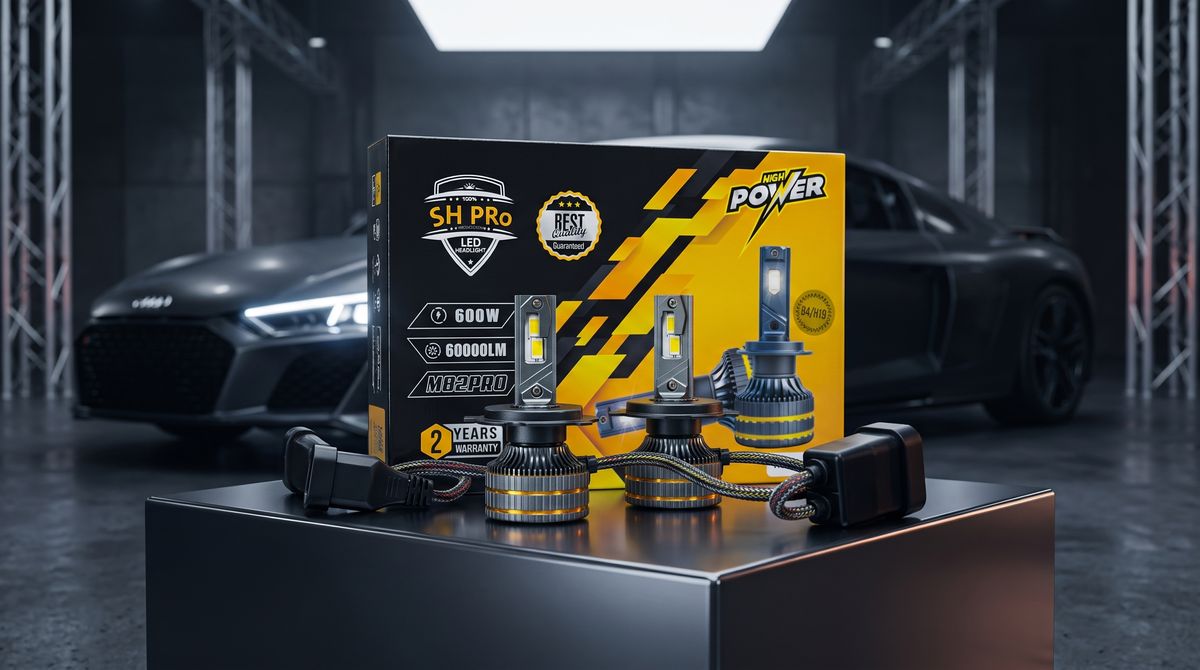 100%
SH PRo
LED
HEADLIGHT
BEST
Quality
Guaranteed
HIGH
POWER
600W
60000LM
M82PRO
B4/H19
2 YEARS
WARRANTY